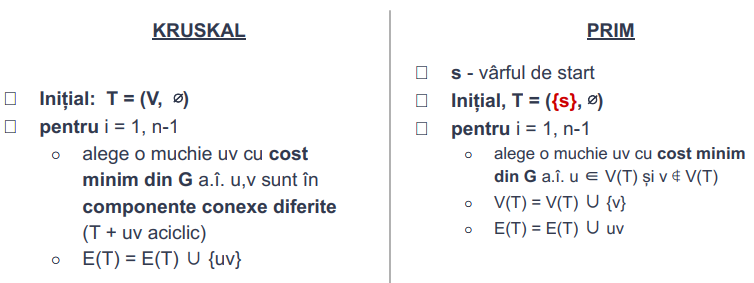 KRUSKAL
□ Inițial: T = (V, ∅)
□ pentru i = 1, n-1
○ alege o muchie uv cu cost
minim din G a.î. u,v sunt în
componente conexe diferite
(T + uv aciclic)
○ E(T) = E(T) ∪ {uv}
PRIM
□ s - vârful de start
□ Inițial, T = ({s}, ∅)
□ pentru i = 1, n-1
○ alege o muchie uv cu cost minim
din G a.î. u ∈ V(T) și v ∉ V(T)
○ V(T) = V(T) ∪ {v}
○ E(T) = E(T) ∪ uv